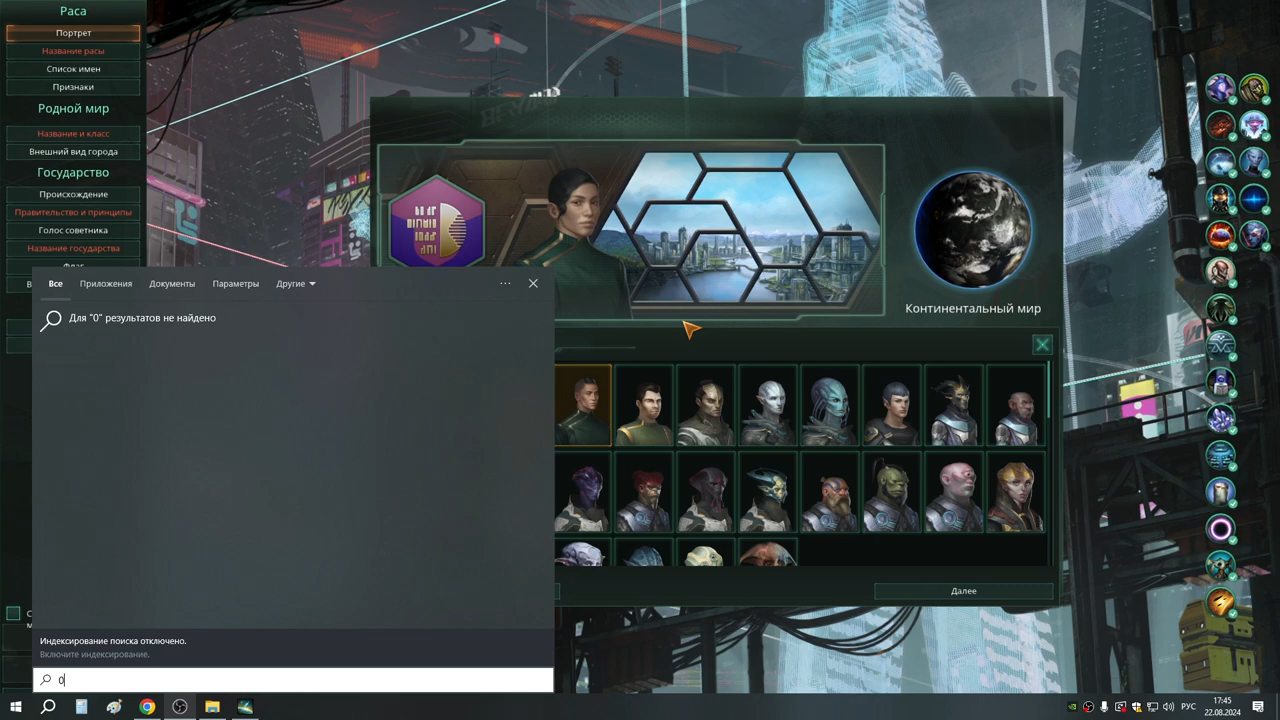 Раса
Портрет
Название расы
Список имен
Признаки
Родной мир
Название и класс
Внешний вид города
Государство
Происхождение
Правительство и принципы
Голос советника
Название государства
Континентальный мир
Все
Приложения
Документы
Параметры
Другие
Для "0" результатов не найдено
Далее
Индексирование поиска отключено.
Включите индексирование.
0
РУС
17:45
22.08.2024